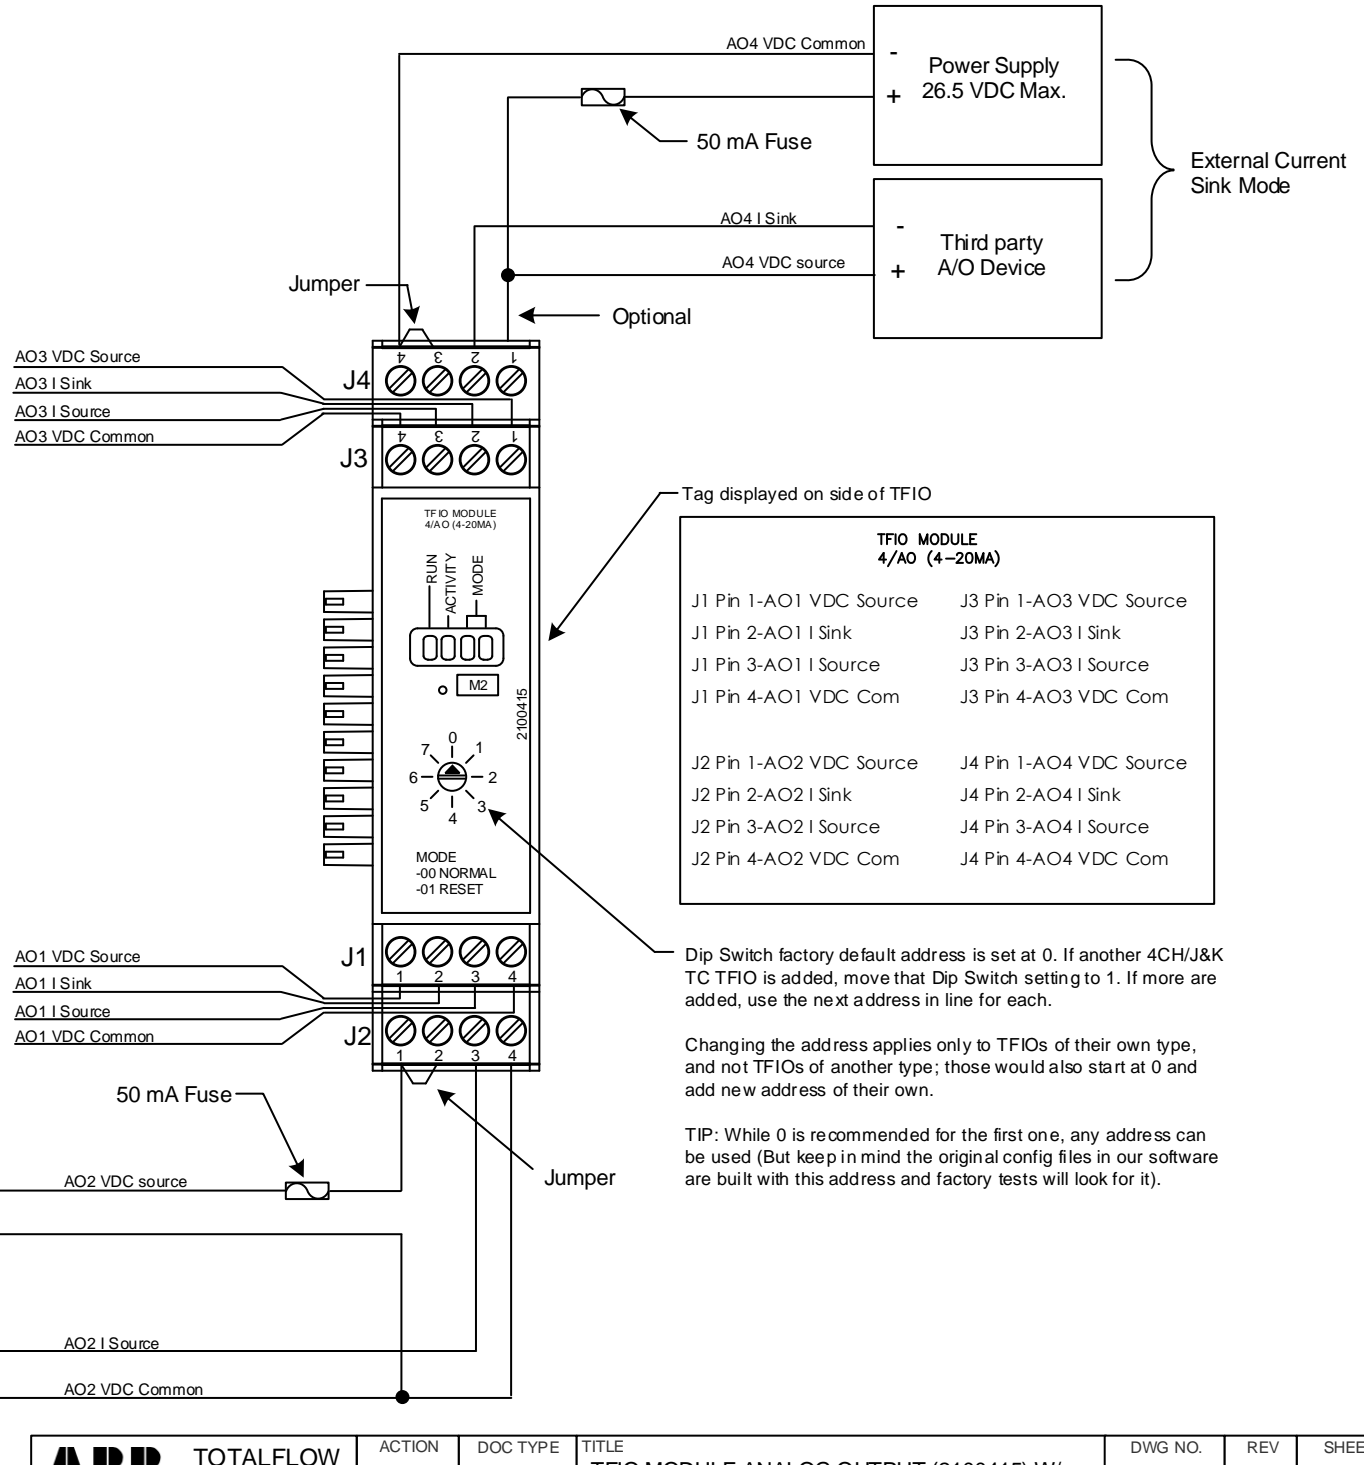 AO4 VDC Common
-
Power Supply
26.5 VDC Max.
+
50 mA Fuse
External Current
Sink Mode
AO4 I Sink
-
Third party
A/O Device
AO4 VDC source
+
Jumper
Optional
AO3 VDC Source
AO3 I Sink
AO3 I Source
AO3 VDC Common
4 3 2 1
J4
4 3 2 1
J3
Tag displayed on side of TFIO
TFIO MODULE
4/AO (4-20MA)
RUN
ACTIVITY
MODE
M2
2100415
0
1
2
3
4
5
6
7
MODE
-00 NORMAL
-01 RESET
TFIO MODULE
4/AO (4-20MA)
J1 Pin 1-AO1 VDC Source J3 Pin 1-AO3 VDC Source
J1 Pin 2-AO1 I Sink J3 Pin 2-AO3 I Sink
J1 Pin 3-AO1 I Source J3 Pin 3-AO3 I Source
J1 Pin 4-AO1 VDC Com J3 Pin 4-AO3 VDC Com
J2 Pin 1-AO2 VDC Source J4 Pin 1-AO4 VDC Source
J2 Pin 2-AO2 I Sink J4 Pin 2-AO4 I Sink
J2 Pin 3-AO2 I Source J4 Pin 3-AO4 I Source
J2 Pin 4-AO2 VDC Com J4 Pin 4-AO4 VDC Com
AO1 VDC Source
AO1 I Sink
AO1 I Source
AO1 VDC Common
J1
1 2 3 4
J2
1 2 3 4
Dip Switch factory default address is set at 0. If another 4CH/J&K
TC TFIO is added, move that Dip Switch setting to 1. If more are
added, use the next address in line for each.
Changing the address applies only to TFIOs of their own type,
and not TFIOs of another type; those would also start at 0 and
add new address of their own.
TIP: While 0 is recommended for the first one, any address can
be used (But keep in mind the original config files in our software
are built with this address and factory tests will look for it).
50 mA Fuse
Jumper
AO2 VDC source
AO2 I Source
AO2 VDC Common
ABB
TOTALFLOW
ACTION
DOC TYPE
TITLE
TFIO MODULE ANALOG OUTPUT (2100415) W/
DWG NO.
REV
SHEE